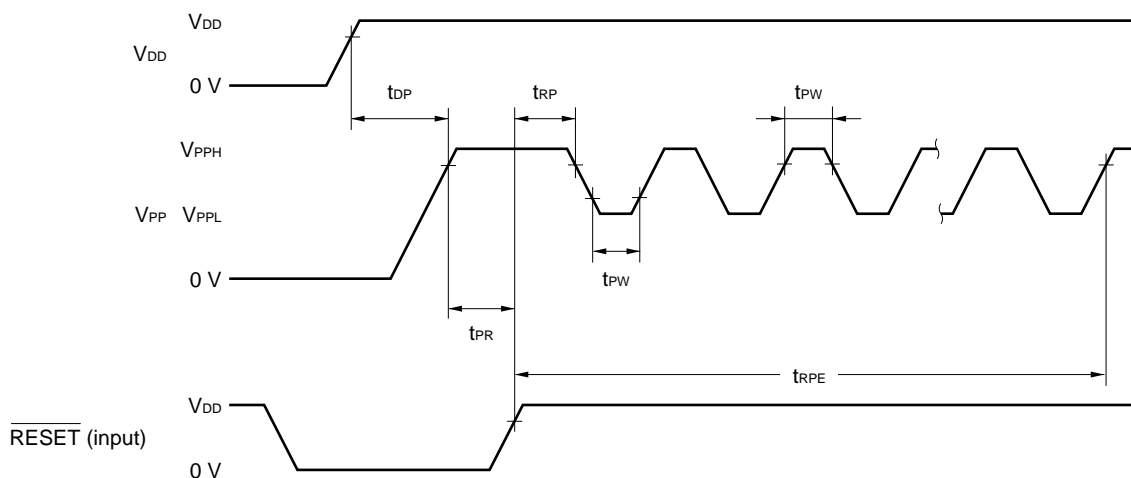 VDD
VDD
0 V
tDP
tRP
tPW
VPPH
VPP VPPL
tPW
0 V
tPR
tRPE
VDD
RESET (input)
0 V